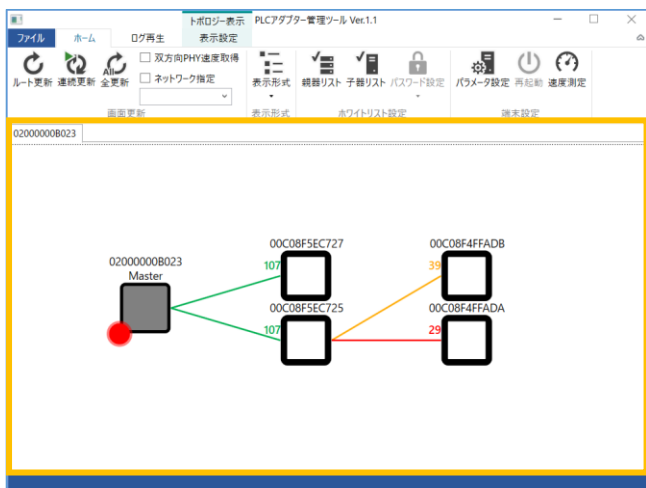 トポロジー表示 PLCアダプター管理ツール Ver.1.1
ファイル ホーム ログ再生 表示設定
双方向PHY速度取得
ネットワーク指定
ルート更新 連続更新 All 全更新 表示形式 親器リスト 子器リスト パスワード設定 パラメータ設定 再起動 速度測定
画面更新 表示形式 ホワイトリスト設定 端末設定
02000000B023
00C08F5EC727 00C08F4FFADB
02000000B023
Master
107 39
00C08F5EC725 00C08F4FFADA
107 29